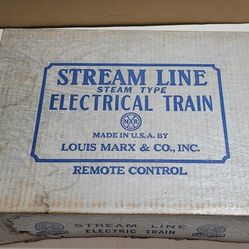 STREAM LINE
STEAM TYPE
ELECTRICAL TRAIN
MAR
MADE IN U.S.A. BY
LOUIS MARX & CO., INC.
REMOTE CONTROL
STREAM LINE
ELECTRIC TRAIN